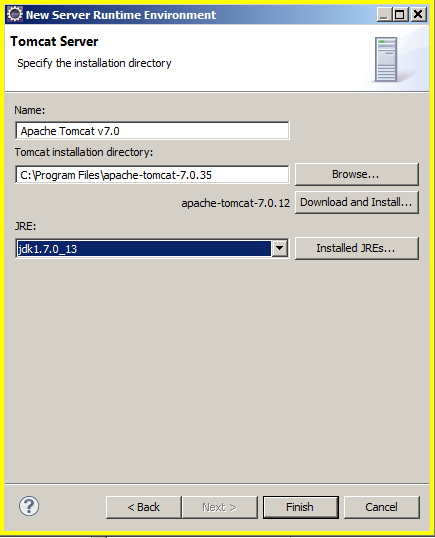 New Server Runtime Environment
Tomcat Server
Specify the installation directory
Name:
Apache Tomcat v7.0
Tomcat installation directory:
C:\Program Files\apache-tomcat-7.0.35
Browse...
apache-tomcat-7.0.12
Download and Install...
JRE:
jdk1.7.0_13
Installed JREs...
?
< Back
Next >
Finish
Cancel